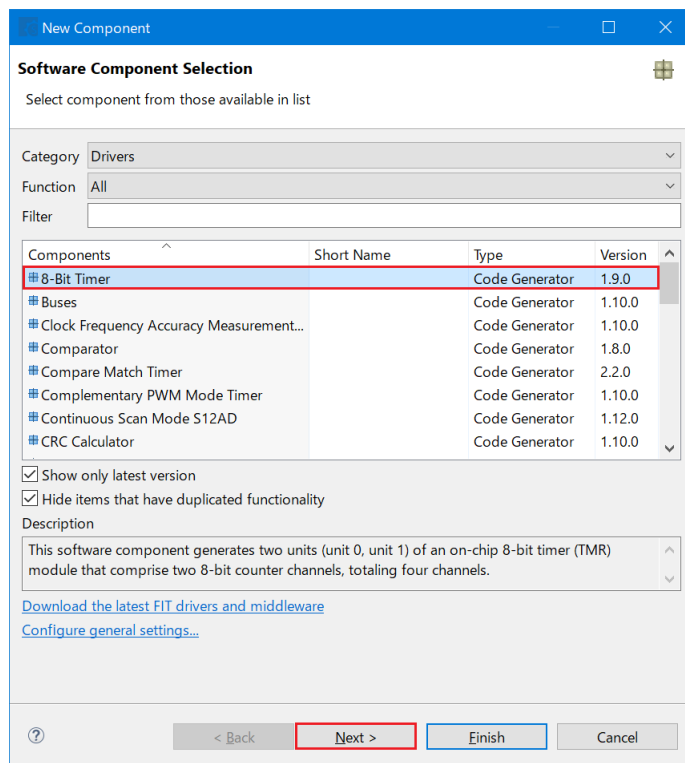 New Component
Software Component Selection
Select component from those available in list
Category Drivers
Function All
Filter
Components Short Name Type Version
8-Bit Timer Code Generator 1.9.0
Buses Code Generator 1.10.0
Clock Frequency Accuracy Measurement... Code Generator 1.10.0
Comparator Code Generator 1.8.0
Compare Match Timer Code Generator 2.2.0
Complementary PWM Mode Timer Code Generator 1.10.0
Continuous Scan Mode S12AD Code Generator 1.12.0
CRC Calculator Code Generator 1.10.0
Show only latest version
Hide items that have duplicated functionality
Description
This software component generates two units (unit 0, unit 1) of an on-chip 8-bit timer (TMR)
module that comprise two 8-bit counter channels, totaling four channels.
Download the latest FIT drivers and middleware
Configure general settings...
? < Back Next > Finish Cancel